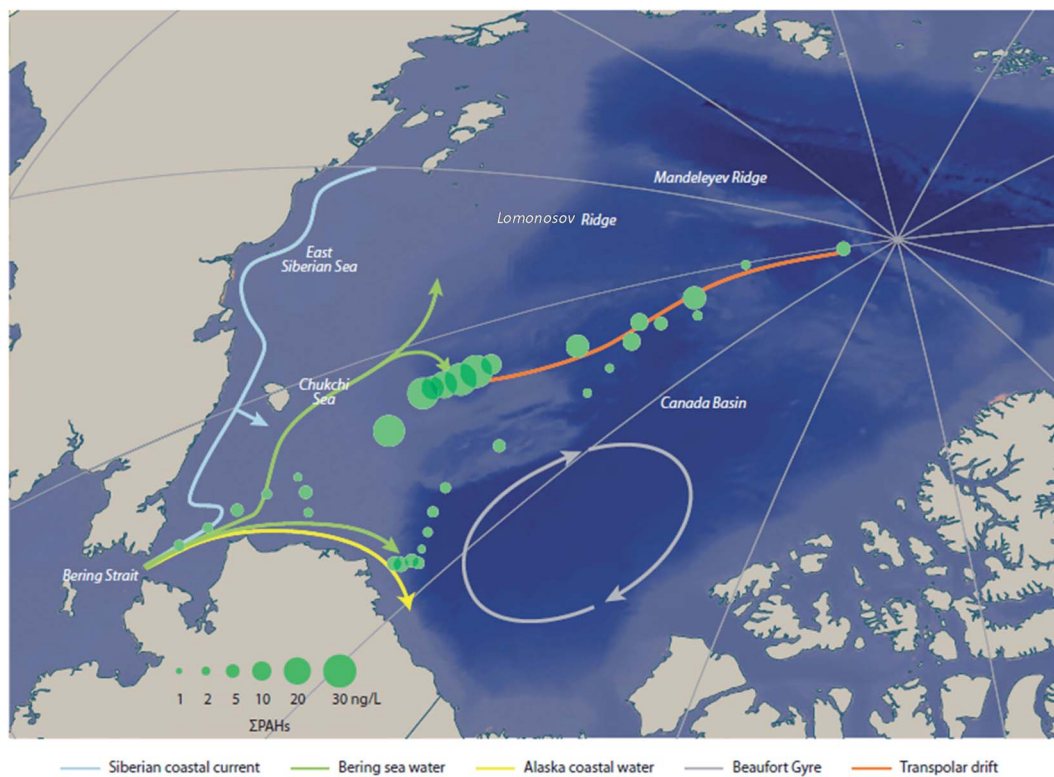 Mandeleyev Ridge
Lomonosov Ridge
East
Siberian Sea
Chukchi
Sea
Canada Basin
Bering Strait
1 2 5 10 20 30 ng/L
ΣPAHs
Siberian coastal current Bering sea water Alaska coastal water Beaufort Gyre Transpolar drift